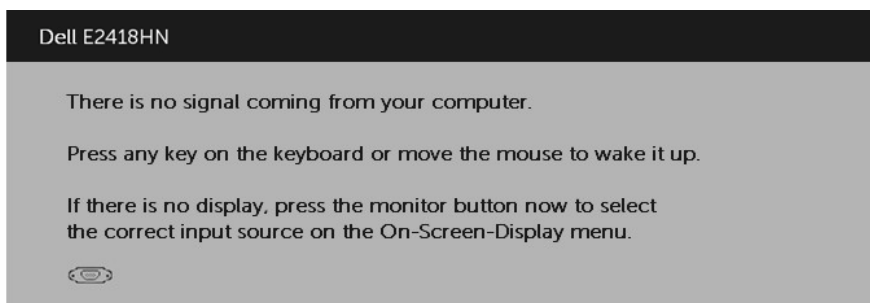 Dell E2418HN
There is no signal coming from your computer.
Press any key on the keyboard or move the mouse to wake it up.
If there is no display, press the monitor button now to select
the correct input source on the On-Screen-Display menu.